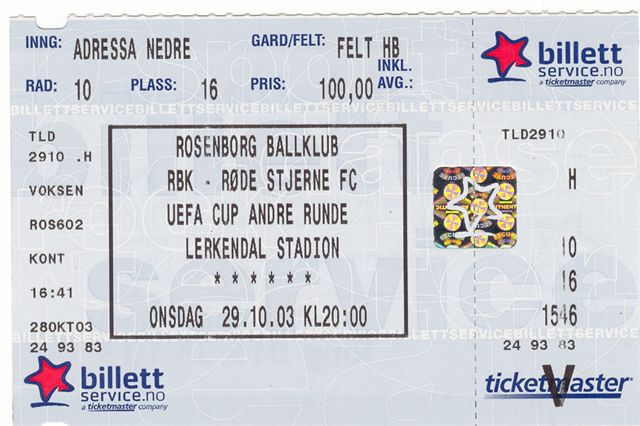 INNG: ADRESSA NEDRE GARD/FELT: FELT HB
RAD: 10 PLASS: 16 PRIS: 100,00 INKL. AVG.:
billett
service.no
a ticketmaster company
BILLETTSERVICE BILLETTSERVICE BILLETTSERVICE
TLD
2910 .H
VOKSEN
ROS602
KONT
16:41
280KT03
24 93 83
ROSENBORG BALLKLUB
RBK - RØDE STJERNE FC
UEFA CUP ANDRE RUNDE
LERKENDAL STADION
* * * * * *
ONSDAG 29.10.03 KL20:00
TLD2910
H
10
16
1546
24 93 83
billett
service.no
a ticketmaster company
ticketmaster
V